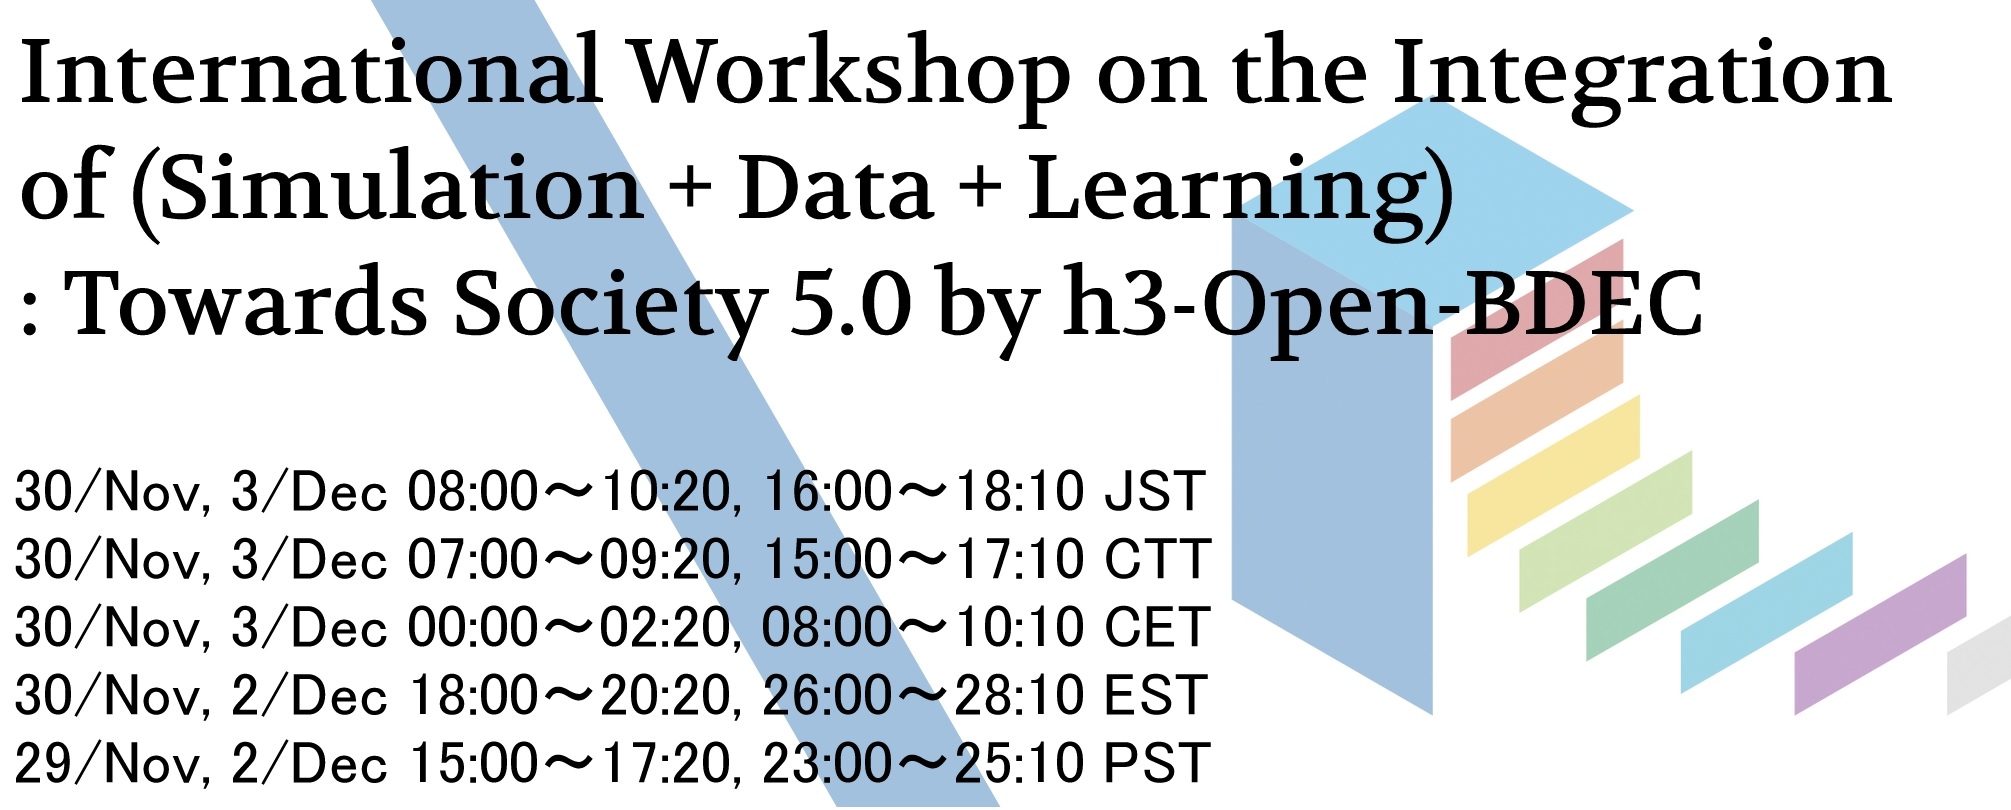 International Workshop on the Integration
of (Simulation + Data + Learning)
: Towards Society 5.0 by h3-Open-BDEC
30/Nov, 3/Dec 08:00～10:20, 16:00～18:10 JST
30/Nov, 3/Dec 07:00～09:20, 15:00～17:10 CTT
30/Nov, 3/Dec 00:00～02:20, 08:00～10:10 CET
30/Nov, 2/Dec 18:00～20:20, 26:00～28:10 EST
29/Nov, 2/Dec 15:00～17:20, 23:00～25:10 PST